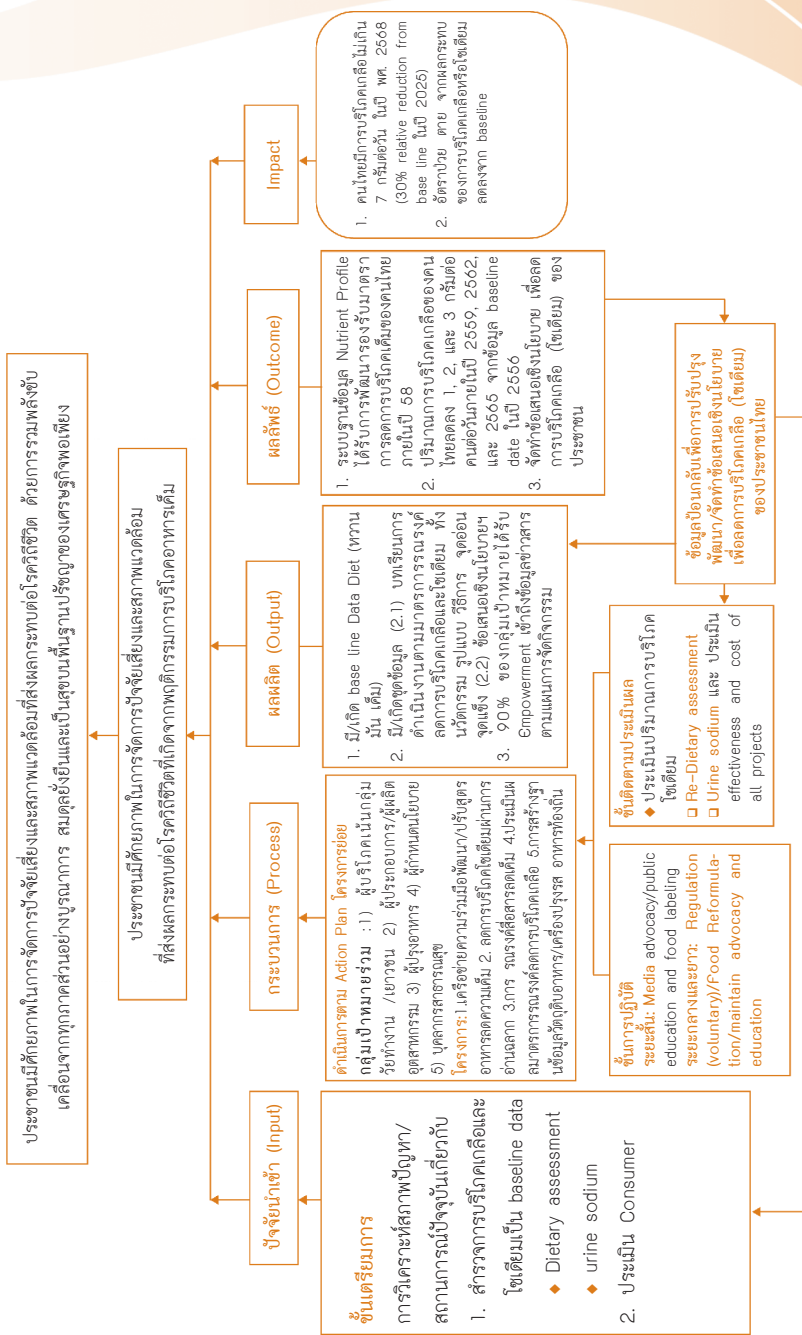 ประชาชนมีศักยภาพในการจัดการปัจจัยเสี่ยงและสภาพแวดล้อมที่ส่งผลกระทบต่อโรควิถีชีวิต ด้วยการรวมพลังขับ
เคลื่อนจากทุกภาคส่วนอย่างบูรณาการ สมดุลยั่งยืนและเป็นสุขบนพื้นฐานปรัชญาของเศรษฐกิจพอเพียง
ประชาชนมีศักยภาพในการจัดการปัจจัยเสี่ยงและสภาพแวดล้อม
ที่ส่งผลกระทบต่อโรควิถีชีวิตที่เกิดจากพฤติกรรมการบริโภคอาหารเค็ม
ปัจจัยนำเข้า (Input)
ขั้นเตรียมการ
การวิเคราะห์สภาพปัญหา/
สถานการณ์ปัจจุบันเกี่ยวกับ
1. สำรวจการบริโภคเกลือและ
โซเดียมเป็น baseline data
◆ Dietary assessment
◆ urine sodium
2. ประเมิน Consumer
กระบวนการ (Process)
ดำเนินการตาม Action Plan โครงการย่อย
กลุ่มเป้าหมายร่วม :1) ผู้บริโภคเน้นกลุ่ม
วัยทำงาน /เยาวชน 2) ผู้ประกอบการ/ผู้ผลิต
อุตสาหกรรม 3) ผู้ปรุงอาหาร 4) ผู้กำหนดนโยบาย
5) บุคลากรสาธารณสุข
โครงการ:1.เครือข่ายความร่วมมือพัฒนา/ปรับสูตร
อาหารลดความเค็ม 2. ลดการบริโภคโซเดียมผ่านการ
อ่านฉลาก 3.การ รณรงค์สื่อสารลดเค็ม 4.ประเมินผ
ลมาตรการรณรงค์ลดการบริโภคเกลือ 5.การสร้างฐา
นข้อมูลวัตถุดิบอาหาร/เครื่องปรุงรส อาหารท้องถิ่น
ขั้นการปฏิบัติ
ระยะสั้น: Media advocacy/public
education and food labeling
ระยะกลางและยาว: Regulation
(voluntary)/Food Reformula-
tion/maintain advocacy and
education
ผลผลิต (Output)
1. มี/เกิด base line Data Diet (หวาน
มัน เค็ม)
2. มี/เกิดชุดข้อมูล (2.1) บทเรียนการ
ดำเนินงานตามมาตรการรณรงค์
ลดการบริโภคเกลือและโซเดียม ทั้ง
นวัตกรรม รูปแบบ วิธีการ จุดอ่อน
จุดแข็ง (2.2) ข้อเสนอเชิงนโยบายฯ
3. 90% ของกลุ่มเป้าหมายได้รับ
Empowerment เข้าถึงข้อมูลข่าวสาร
ตามแผนการจัดกิจกรรม
ขั้นติดตามประเมินผล
◆ ประเมินปริมาณการบริโภค
โซเดียม
❑ Re-Dietary assessment
❑ Urine sodium และ ประเมิน
effectiveness and cost of
all projects
ผลลัพธ์ (Outcome)
1. ระบบฐานข้อมูล Nutrient Profile
ได้รับการพัฒนารองรับมาตรา
การลดการบริโภคเค็มของคนไทย
ภายในปี 58
2. ปริมาณการบริโภคเกลือของคน
ไทยลดลง 1, 2, และ 3 กรัมต่อ
คนต่อวันภายในปี 2559, 2562,
และ 2565 จากข้อมูล baseline
date ในปี 2556
3. จัดทำข้อเสนอเชิงนโยบาย เพื่อลด
การบริโภคเกลือ (โซเดียม) ของ
ประชาชน
ข้อมูลป้อนกลับเพื่อการปรับปรุง
พัฒนา/จัดทำข้อเสนอเชิงนโยบาย
เพื่อลดการบริโภคเกลือ (โซเดียม)
ของประชาชนไทย
Impact
1. คนไทยมีการบริโภคเกลือไม่เกิน
7 กรัมต่อวัน ในปี พศ. 2568
(30% relative reduction from
base line ในปี 2025)
2. อัตราป่วย ตาย จากผลกระทบ
ของการบริโภคเกลือหรือโซเดียม
ลดลงจาก baseline